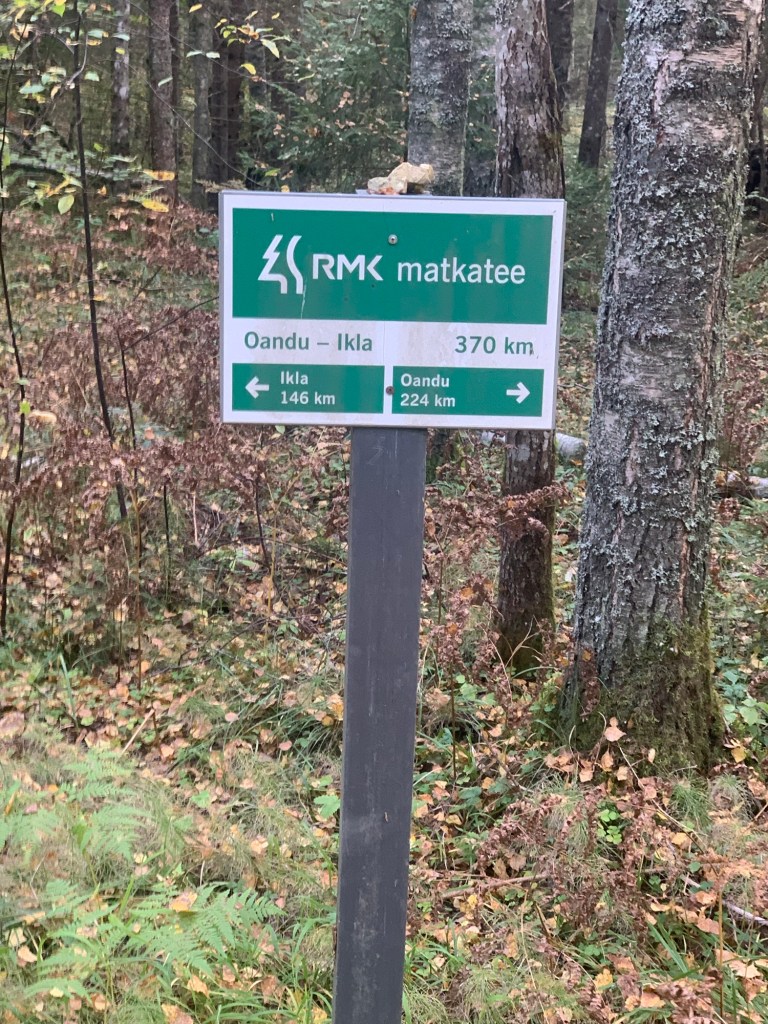 RMK matkatee
Oandu – Ikla 370 km
← Ikla
146 km
Oandu →
224 km